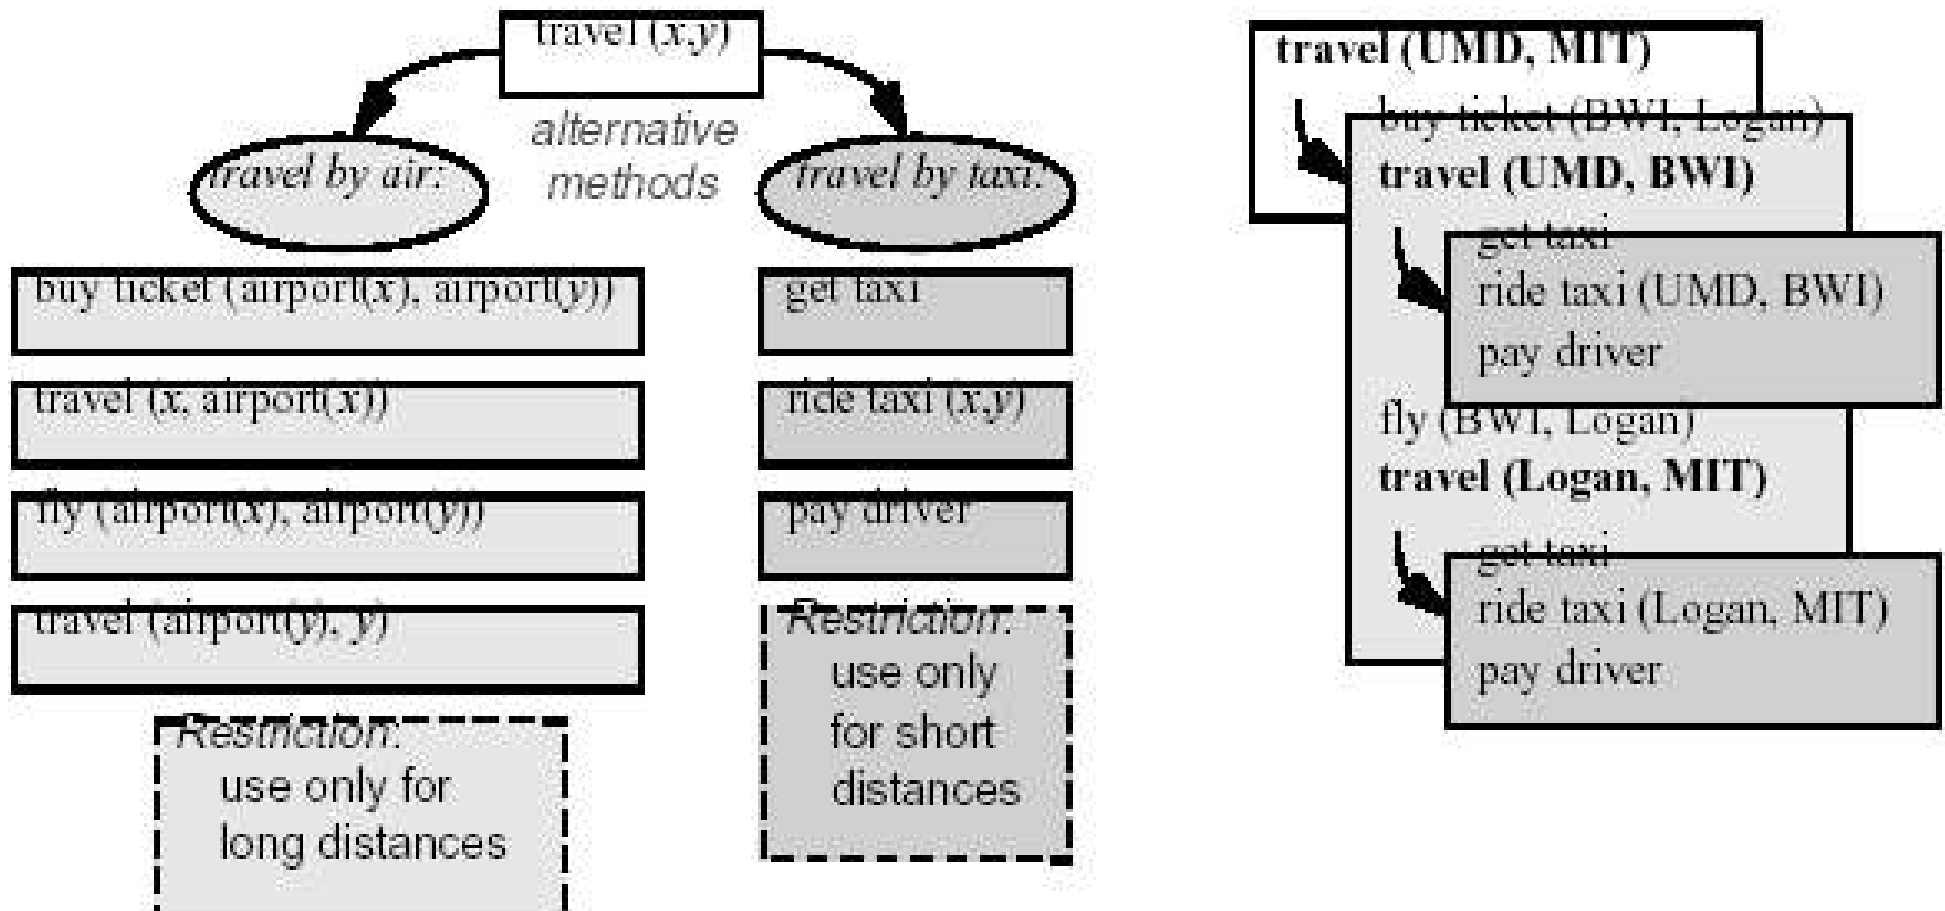 travel (x,y)
alternative
methods
travel by air:
travel by taxi:
buy ticket (airport(x), airport(y))
travel (x, airport(x))
fly (airport(x), airport(y))
travel (airport(y), y)
Restriction:
use only for
long distances
get taxi
ride taxi (x,y)
pay driver
Restriction:
use only
for short
distances
travel (UMD, MIT)
buy ticket (BWI, Logan)
travel (UMD, BWI)
get taxi
ride taxi (UMD, BWI)
pay driver
fly (BWI, Logan)
travel (Logan, MIT)
get taxi
ride taxi (Logan, MIT)
pay driver